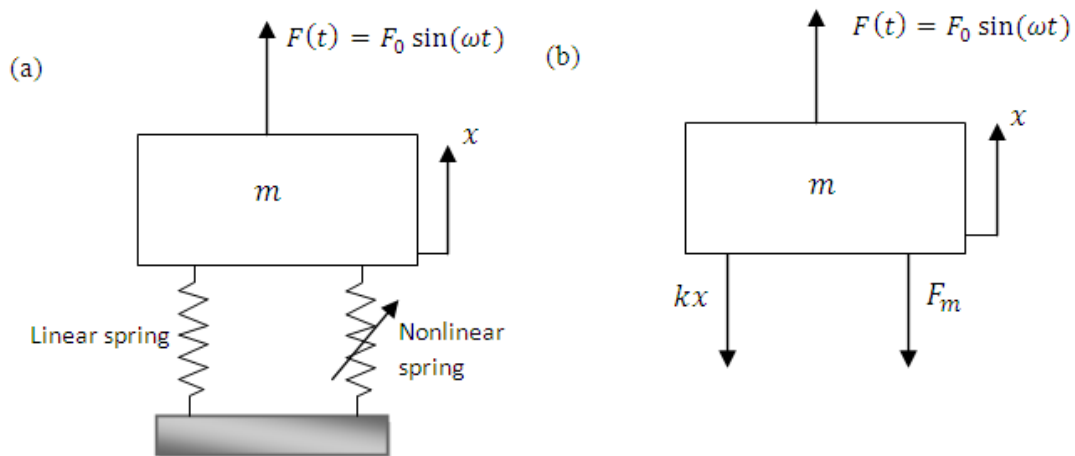 (a)
F(t) = F₀ sin(ωt)
m
x
Linear spring
Nonlinear
spring
(b)
F(t) = F₀ sin(ωt)
m
x
kx
Fₘ